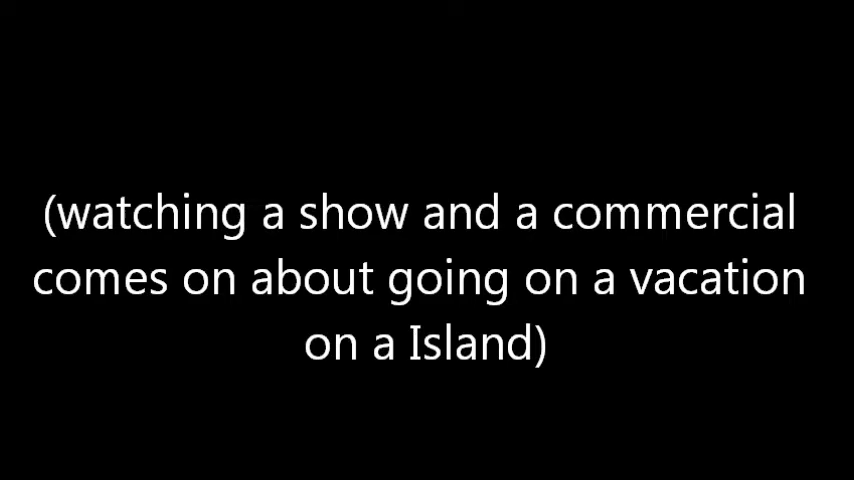 (watching a show and a commercial
comes on about going on a vacation
on a Island)